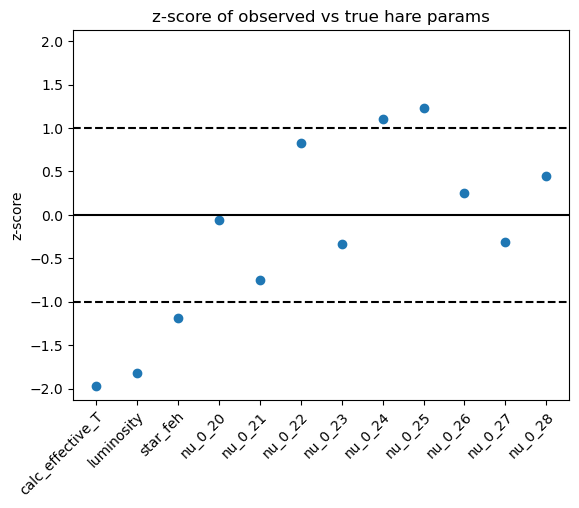 z-score of observed vs true hare params
z-score
2.0
1.5
1.0
0.5
0.0
−0.5
−1.0
−1.5
−2.0
calc_effective_T
luminosity
star_feh
nu_0_20
nu_0_21
nu_0_22
nu_0_23
nu_0_24
nu_0_25
nu_0_26
nu_0_27
nu_0_28